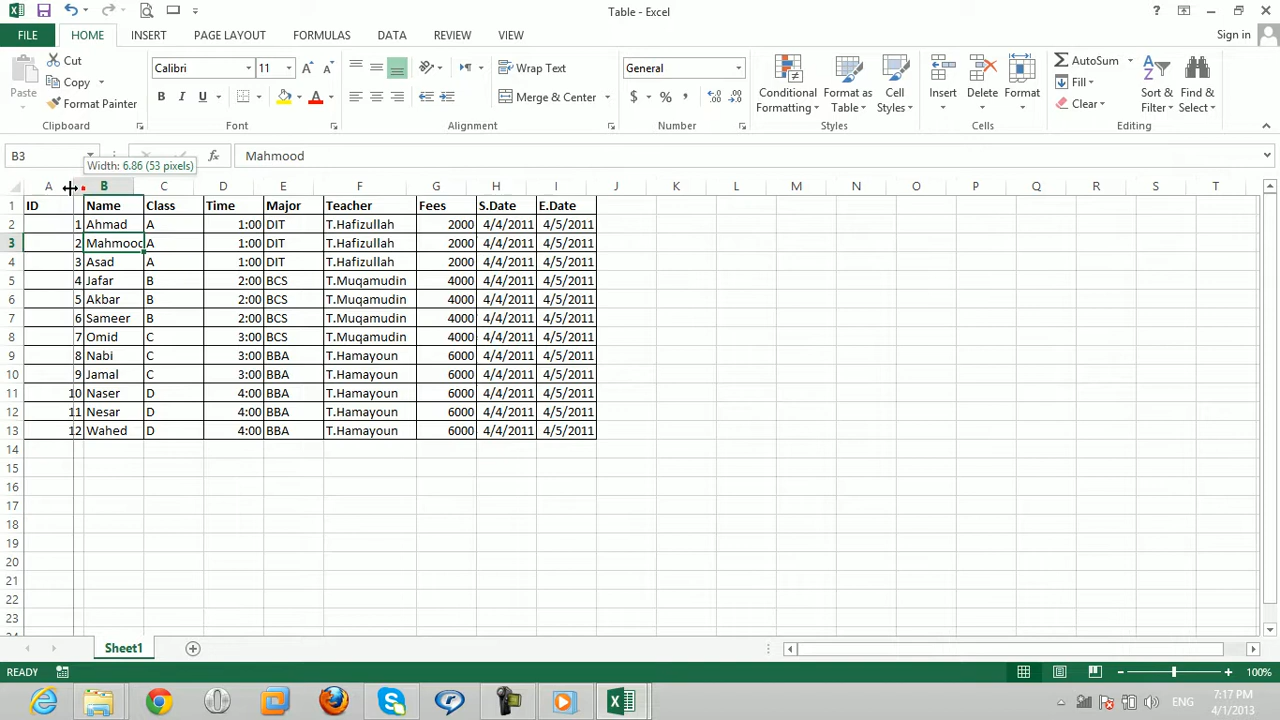 Table - Excel
FILE HOME INSERT PAGE LAYOUT FORMULAS DATA REVIEW VIEW Sign in
Paste Cut Copy Format Painter Clipboard
Calibri 11 B I U Font
Wrap Text Merge & Center Alignment
General $ % , Number
Conditional Formatting Format as Table Cell Styles Styles
Insert Delete Format Cells
AutoSum Fill Clear Sort & Filter Find & Select Editing
B3 fx Mahmood
Width: 6.86 (53 pixels)
A B C D E F G H I J K L M N O P Q R S T
1 ID Name Class Time Major Teacher Fees S.Date E.Date
2 1 Ahmad A 1:00 DIT T.Hafizullah 2000 4/4/2011 4/5/2011
3 2 Mahmood A 1:00 DIT T.Hafizullah 2000 4/4/2011 4/5/2011
4 3 Asad A 1:00 DIT T.Hafizullah 2000 4/4/2011 4/5/2011
5 4 Jafar B 2:00 BCS T.Muqamudin 4000 4/4/2011 4/5/2011
6 5 Akbar B 2:00 BCS T.Muqamudin 4000 4/4/2011 4/5/2011
7 6 Sameer B 2:00 BCS T.Muqamudin 4000 4/4/2011 4/5/2011
8 7 Omid C 3:00 BCS T.Muqamudin 4000 4/4/2011 4/5/2011
9 8 Nabi C 3:00 BBA T.Hamayoun 6000 4/4/2011 4/5/2011
10 9 Jamal C 3:00 BBA T.Hamayoun 6000 4/4/2011 4/5/2011
11 10 Naser D 4:00 BBA T.Hamayoun 6000 4/4/2011 4/5/2011
12 11 Nesar D 4:00 BBA T.Hamayoun 6000 4/4/2011 4/5/2011
13 12 Wahed D 4:00 BBA T.Hamayoun 6000 4/4/2011 4/5/2011
14
15
16
17
18
19
20
21
22
23
Sheet1
READY 100%
ENG 7:17 PM
4/1/2013